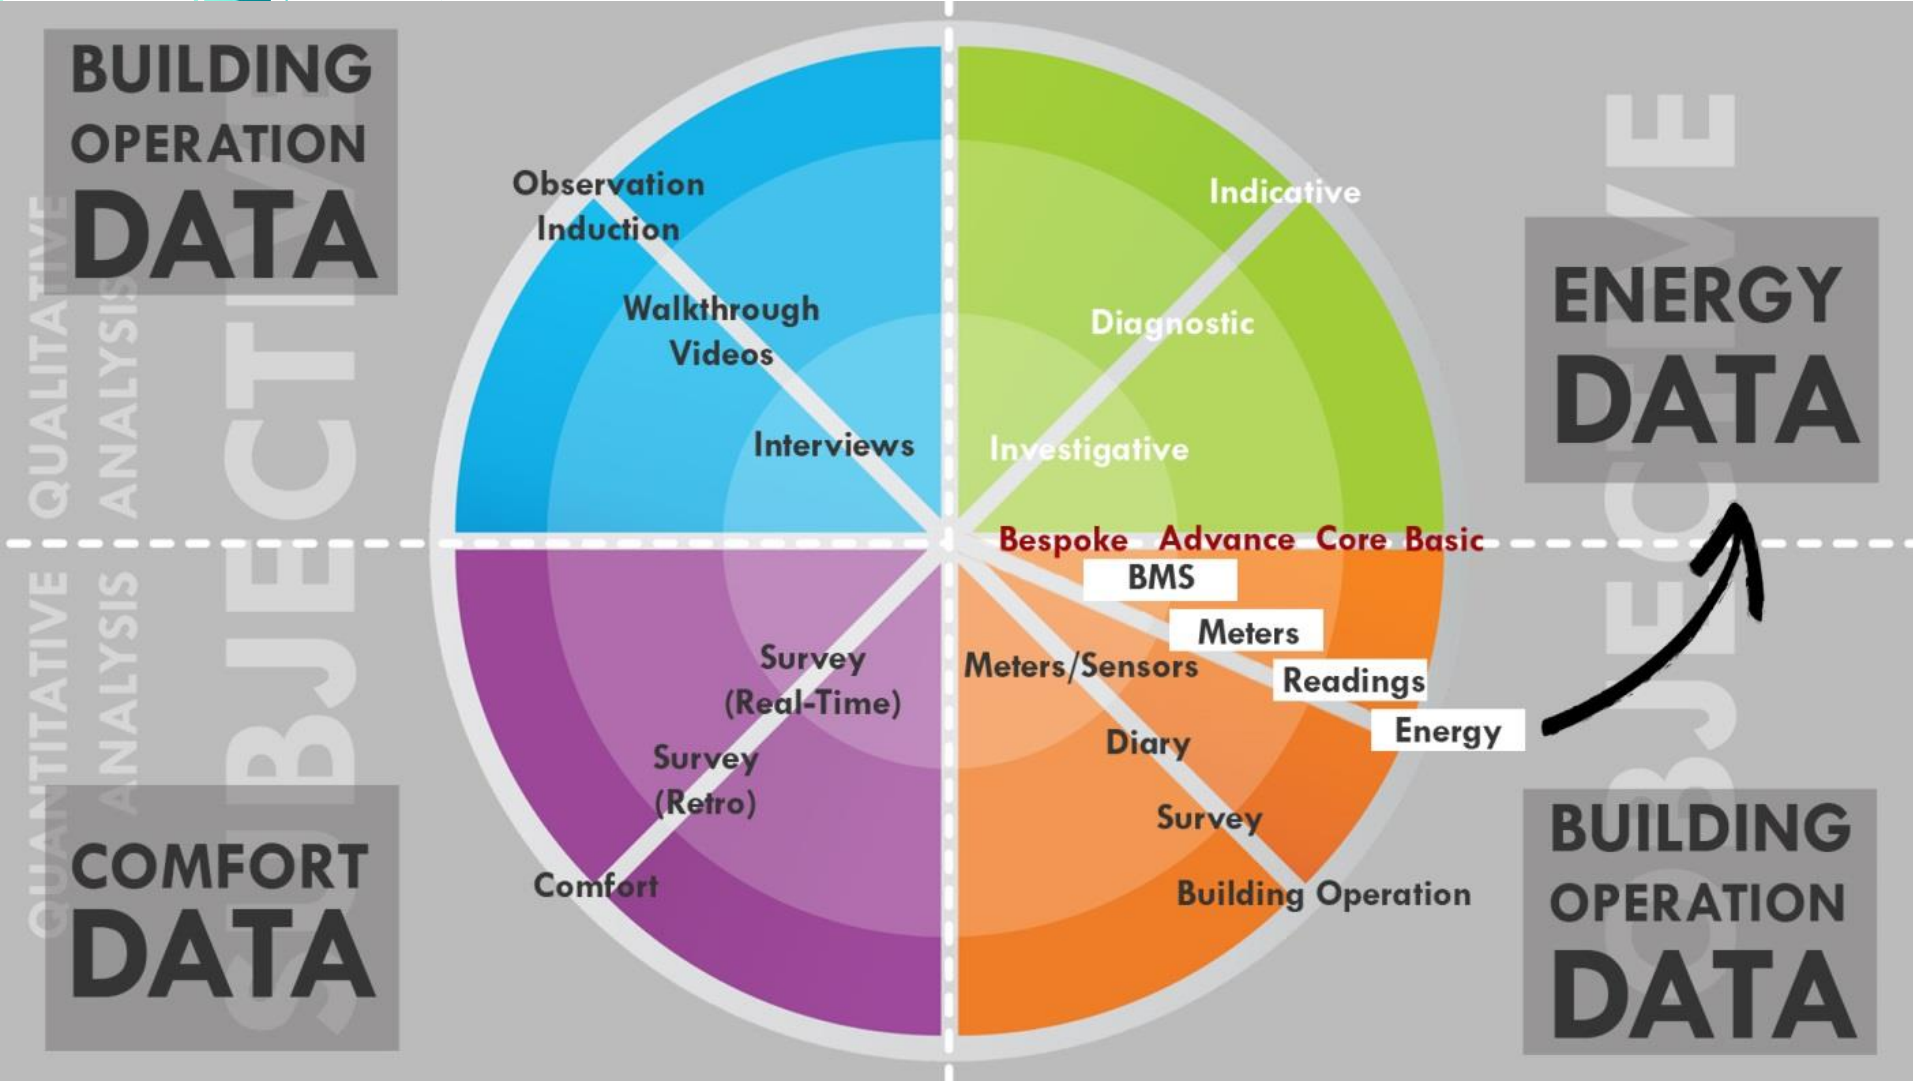 BUILDING
OPERATION
DATA
QUALITATIVE
ANALYSIS
SUBJECTIVE
QUANTITATIVE
ANALYSIS
COMFORT
DATA
Observation
Induction
Walkthrough
Videos
Interviews
Indicative
Diagnostic
Investigative
Bespoke Advance Core Basic
BMS
Meters
Readings
Energy
Meters/Sensors
Diary
Survey
Building Operation
Survey
(Real-Time)
Survey
(Retro)
Comfort
OBJECTIVE
ENERGY
DATA
BUILDING
OPERATION
DATA